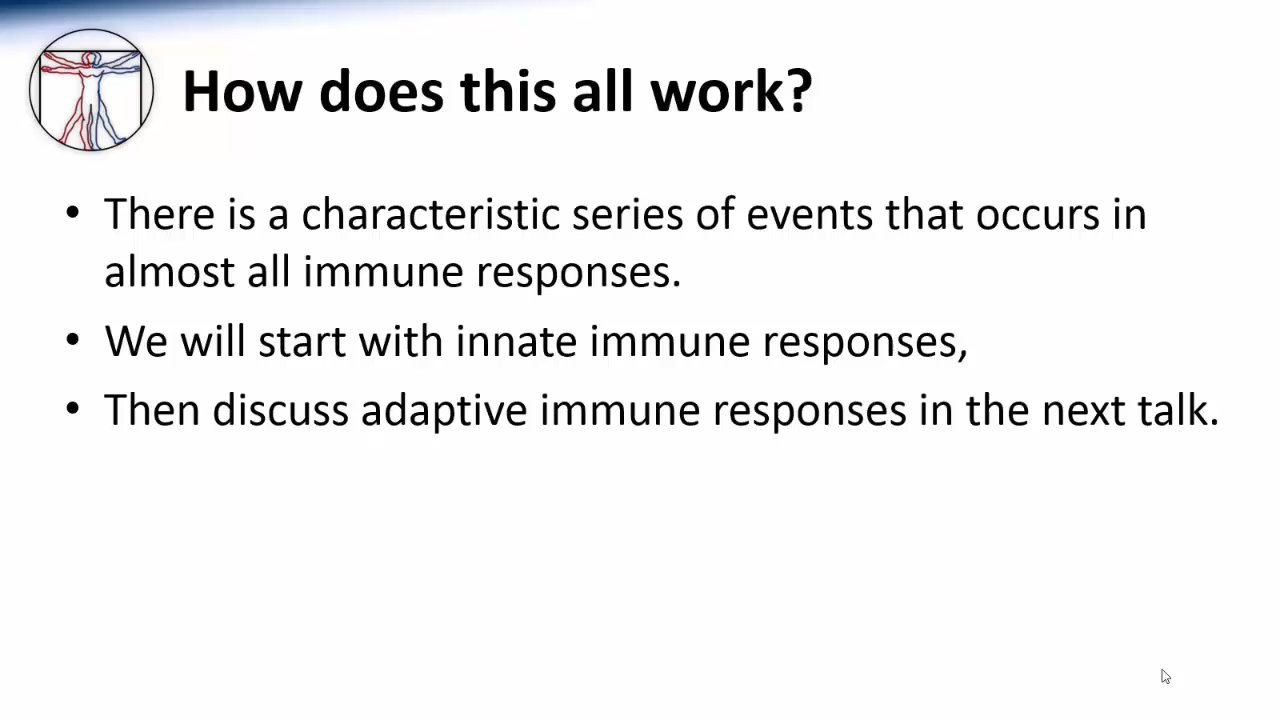 How does this all work?
• There is a characteristic series of events that occurs in
almost all immune responses.
• We will start with innate immune responses,
• Then discuss adaptive immune responses in the next talk.